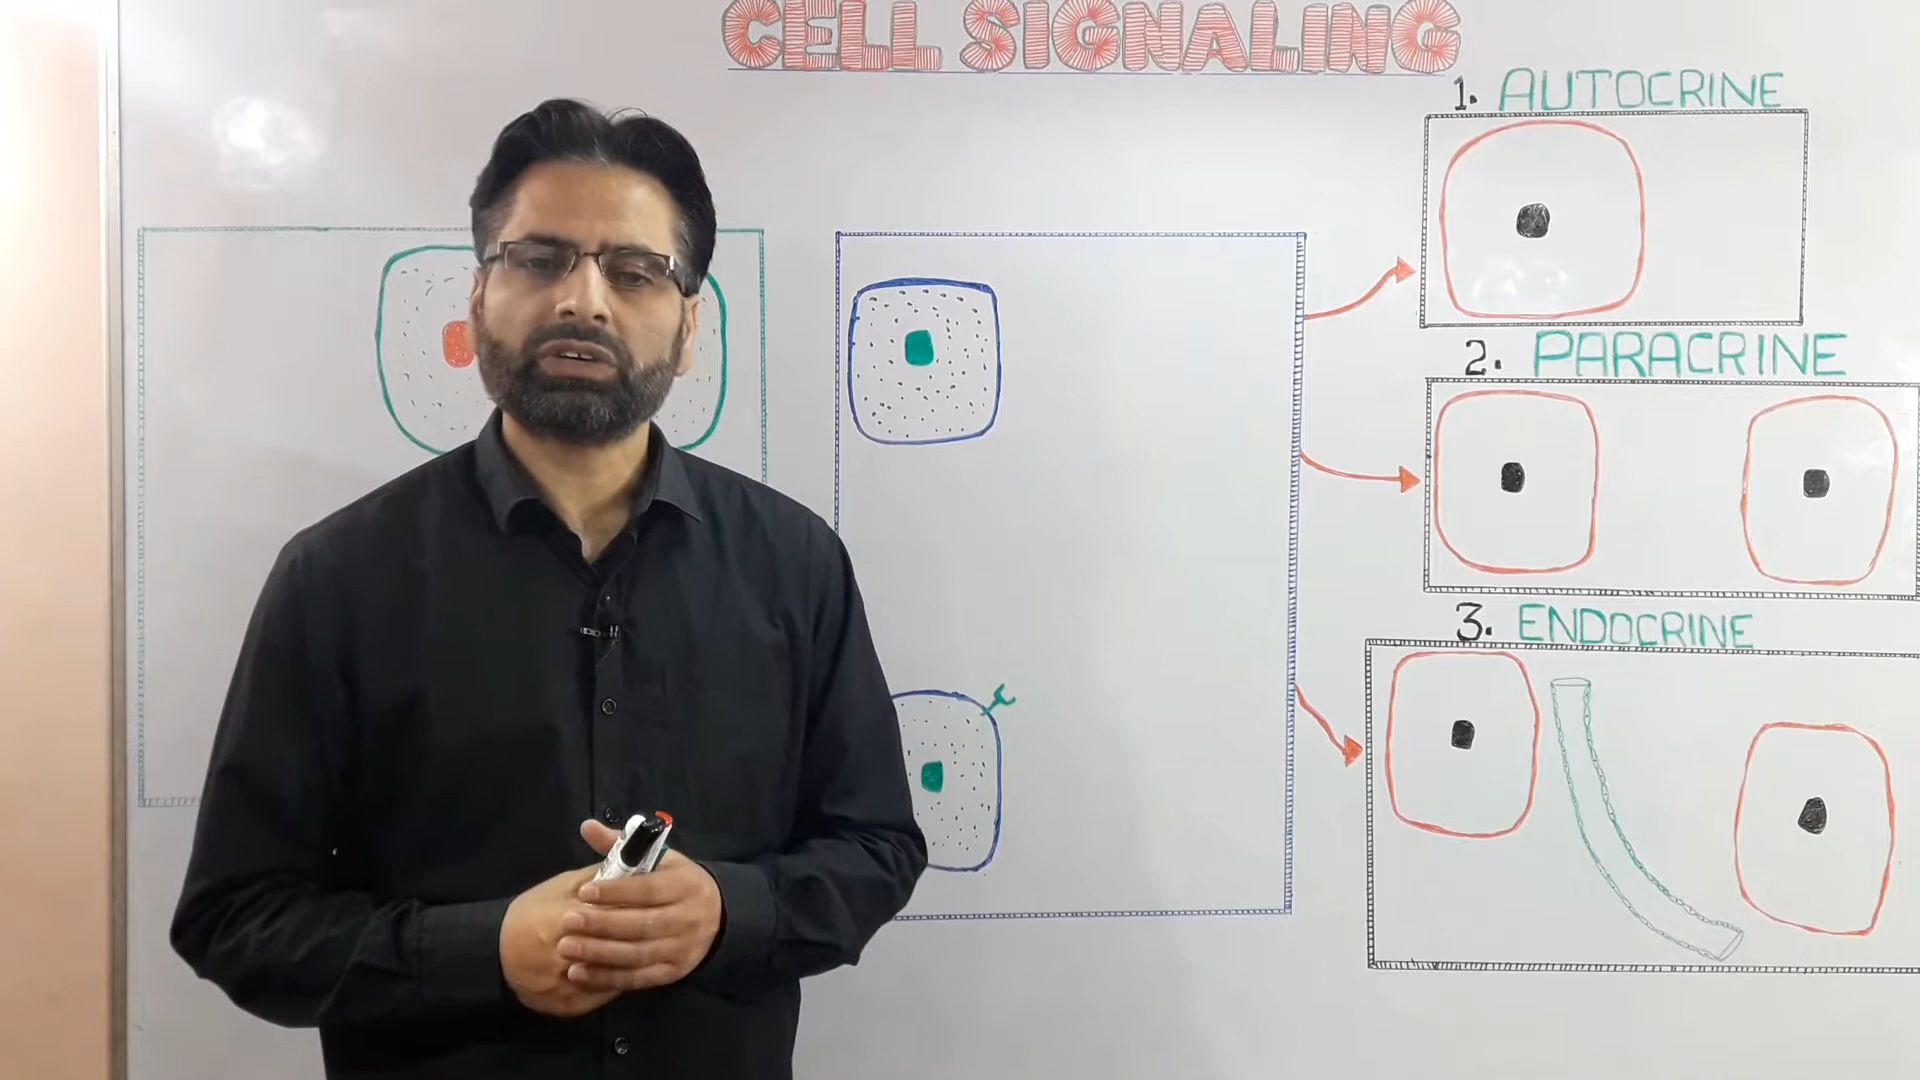 CELL SIGNALING
1. AUTOCRINE
2. PARACRINE
3. ENDOCRINE